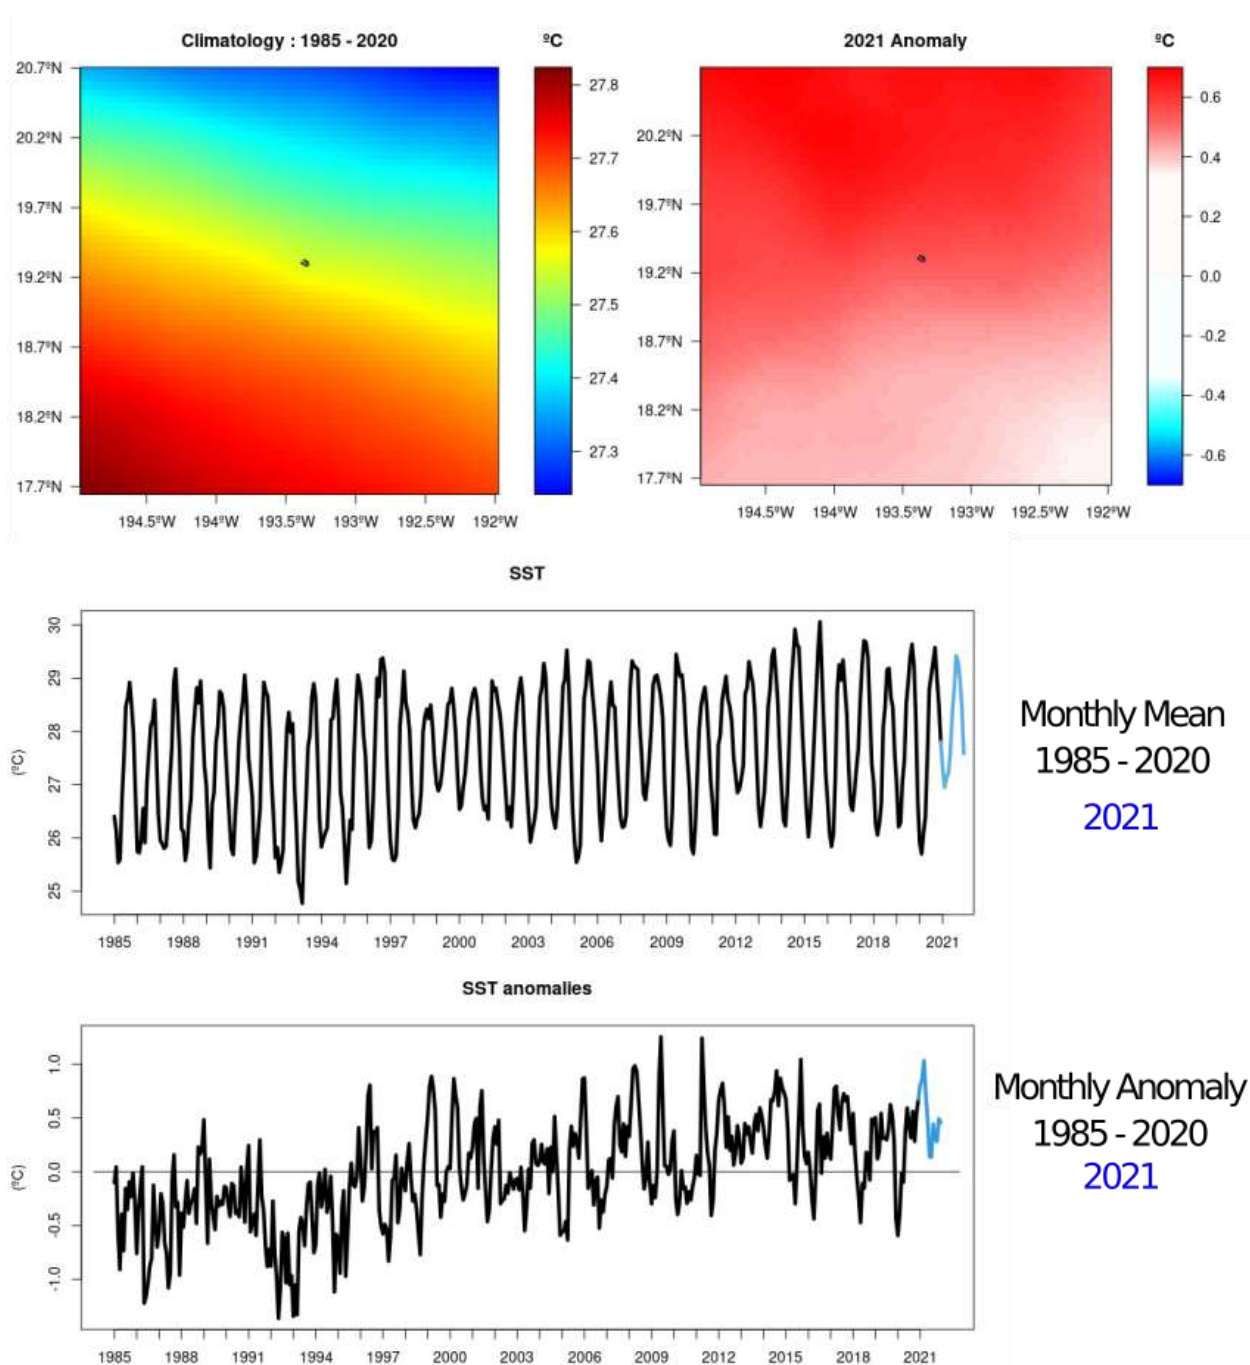 Climatology : 1985 - 2020
ºC
20.7ºN
20.2ºN
19.7ºN
19.2ºN
18.7ºN
18.2ºN
17.7ºN
194.5ºW 194ºW 193.5ºW 193ºW 192.5ºW 192ºW
27.8
27.7
27.6
27.5
27.4
27.3
2021 Anomaly
ºC
20.2ºN
19.7ºN
19.2ºN
18.7ºN
18.2ºN
17.7ºN
194.5ºW 194ºW 193.5ºW 193ºW 192.5ºW 192ºW
0.6
0.4
0.2
0.0
-0.2
-0.4
-0.6
SST
(ºC)
30
29
28
27
26
25
1985 1988 1991 1994 1997 2000 2003 2006 2009 2012 2015 2018 2021
Monthly Mean
1985 - 2020
2021
SST anomalies
(ºC)
1.0
0.5
0.0
-0.5
-1.0
1985 1988 1991 1994 1997 2000 2003 2006 2009 2012 2015 2018 2021
Monthly Anomaly
1985 - 2020
2021